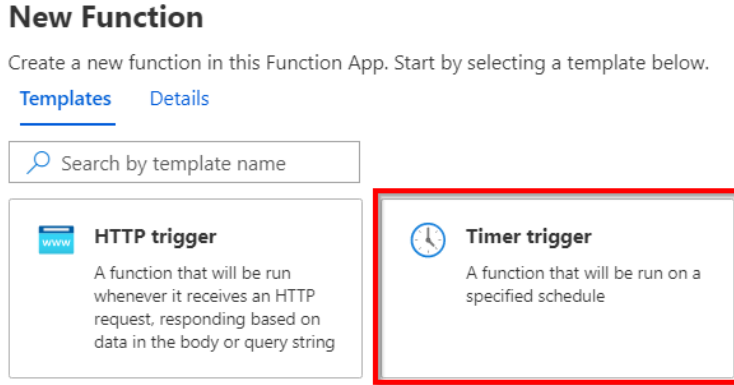 New Function
Create a new function in this Function App. Start by selecting a template below.
Templates Details
Search by template name
www
HTTP trigger
A function that will be run
whenever it receives an HTTP
request, responding based on
data in the body or query string
Timer trigger
A function that will be run on a
specified schedule